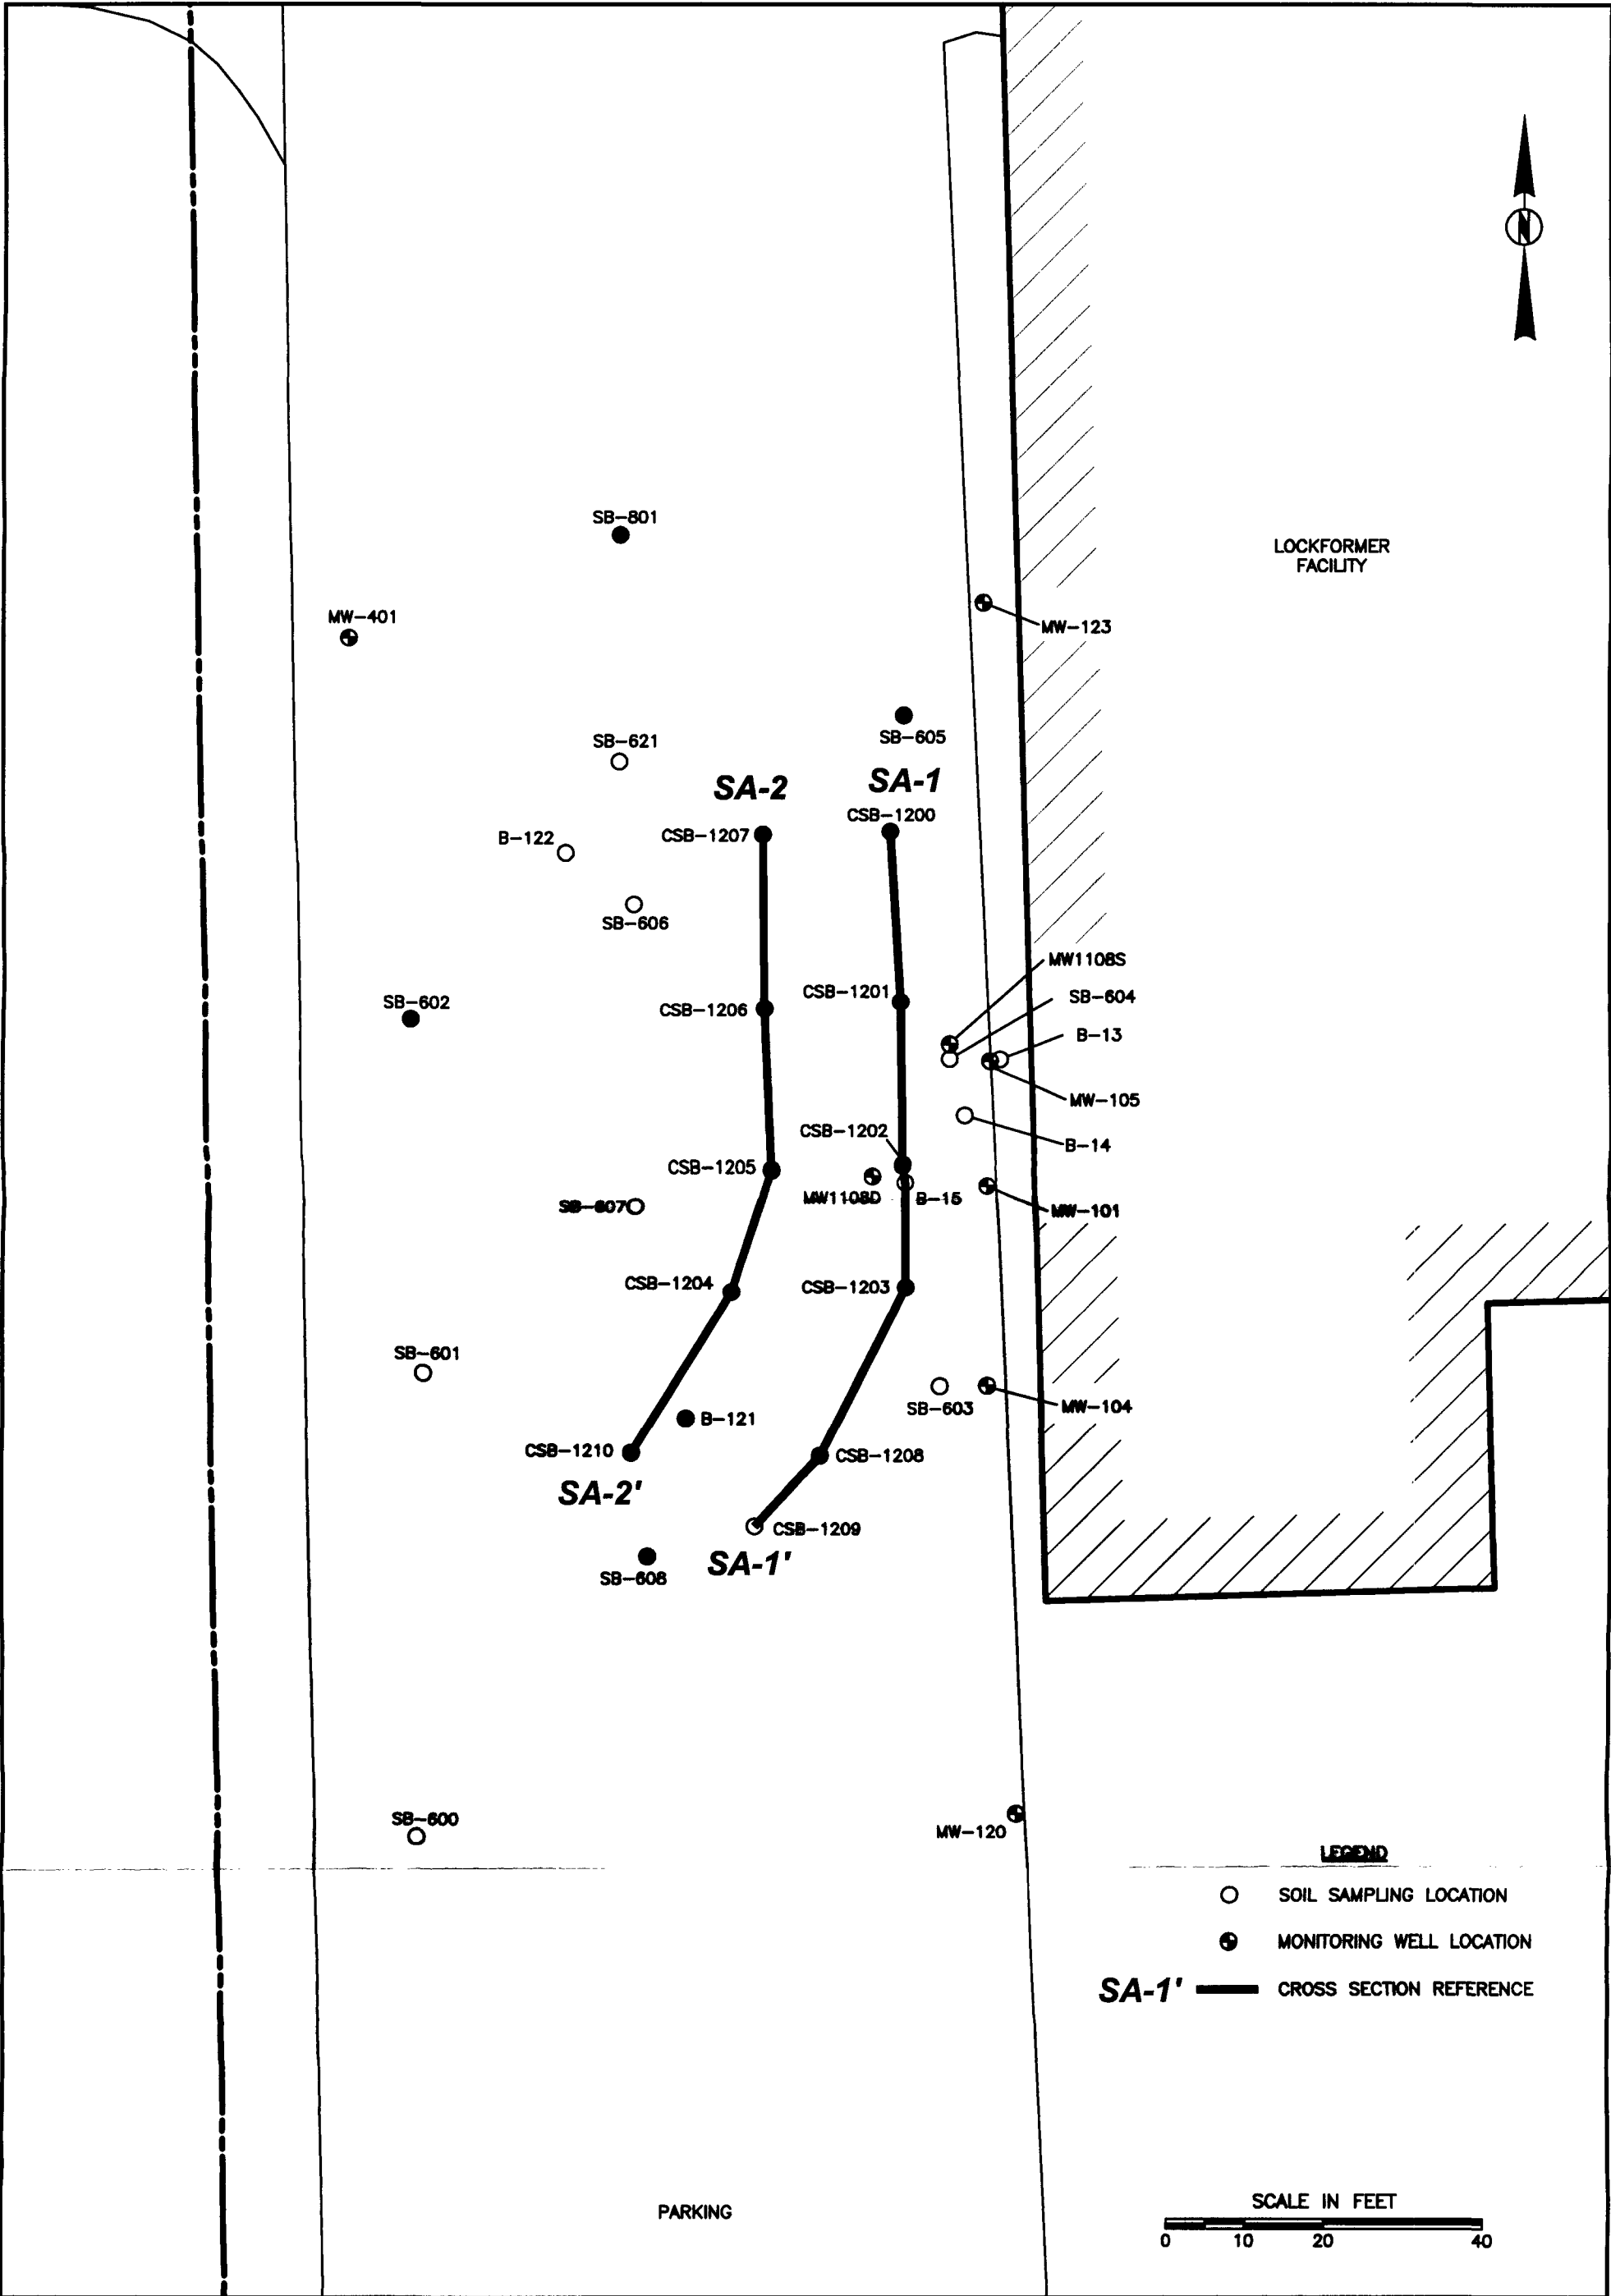 N
SB-801
LOCKFORMER
FACILITY
MW-401
MW-123
SB-605
SB-621
SA-2
SA-1
CSB-1200
CSB-1207
B-122
SB-606
MW1108S
CSB-1201
SB-604
SB-602
CSB-1206
B-13
MW-105
CSB-1202
B-14
CSB-1205
MW1108D
B-15
SB-607
MW-101
CSB-1204
CSB-1203
SB-601
SB-603
MW-104
B-121
CSB-1210
CSB-1208
SA-2'
CSB-1209
SA-1'
SB-608
SB-600
MW-120
LEGEND
SOIL SAMPLING LOCATION
MONITORING WELL LOCATION
SA-1' CROSS SECTION REFERENCE
PARKING
SCALE IN FEET
0 10 20 40